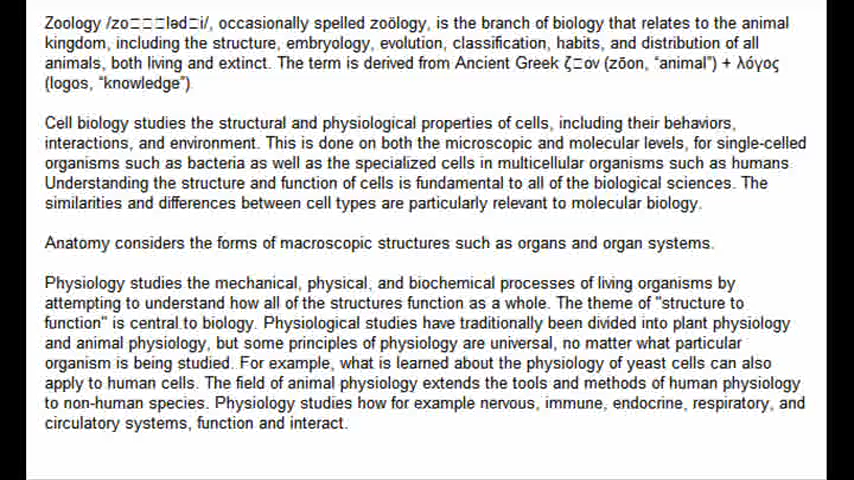 Zoology /zo□□□ləd□i/, occasionally spelled zoölogy, is the branch of biology that relates to the animal
kingdom, including the structure, embryology, evolution, classification, habits, and distribution of all
animals, both living and extinct. The term is derived from Ancient Greek ζ□ον (zōon, “animal”) + λόγος
(logos, “knowledge”)
Cell biology studies the structural and physiological properties of cells, including their behaviors,
interactions, and environment. This is done on both the microscopic and molecular levels, for single-celled
organisms such as bacteria as well as the specialized cells in multicellular organisms such as humans.
Understanding the structure and function of cells is fundamental to all of the biological sciences. The
similarities and differences between cell types are particularly relevant to molecular biology.
Anatomy considers the forms of macroscopic structures such as organs and organ systems.
Physiology studies the mechanical, physical, and biochemical processes of living organisms by
attempting to understand how all of the structures function as a whole. The theme of "structure to
function" is central to biology. Physiological studies have traditionally been divided into plant physiology
and animal physiology, but some principles of physiology are universal, no matter what particular
organism is being studied. For example, what is learned about the physiology of yeast cells can also
apply to human cells. The field of animal physiology extends the tools and methods of human physiology
to non-human species. Physiology studies how for example nervous, immune, endocrine, respiratory, and
circulatory systems, function and interact.